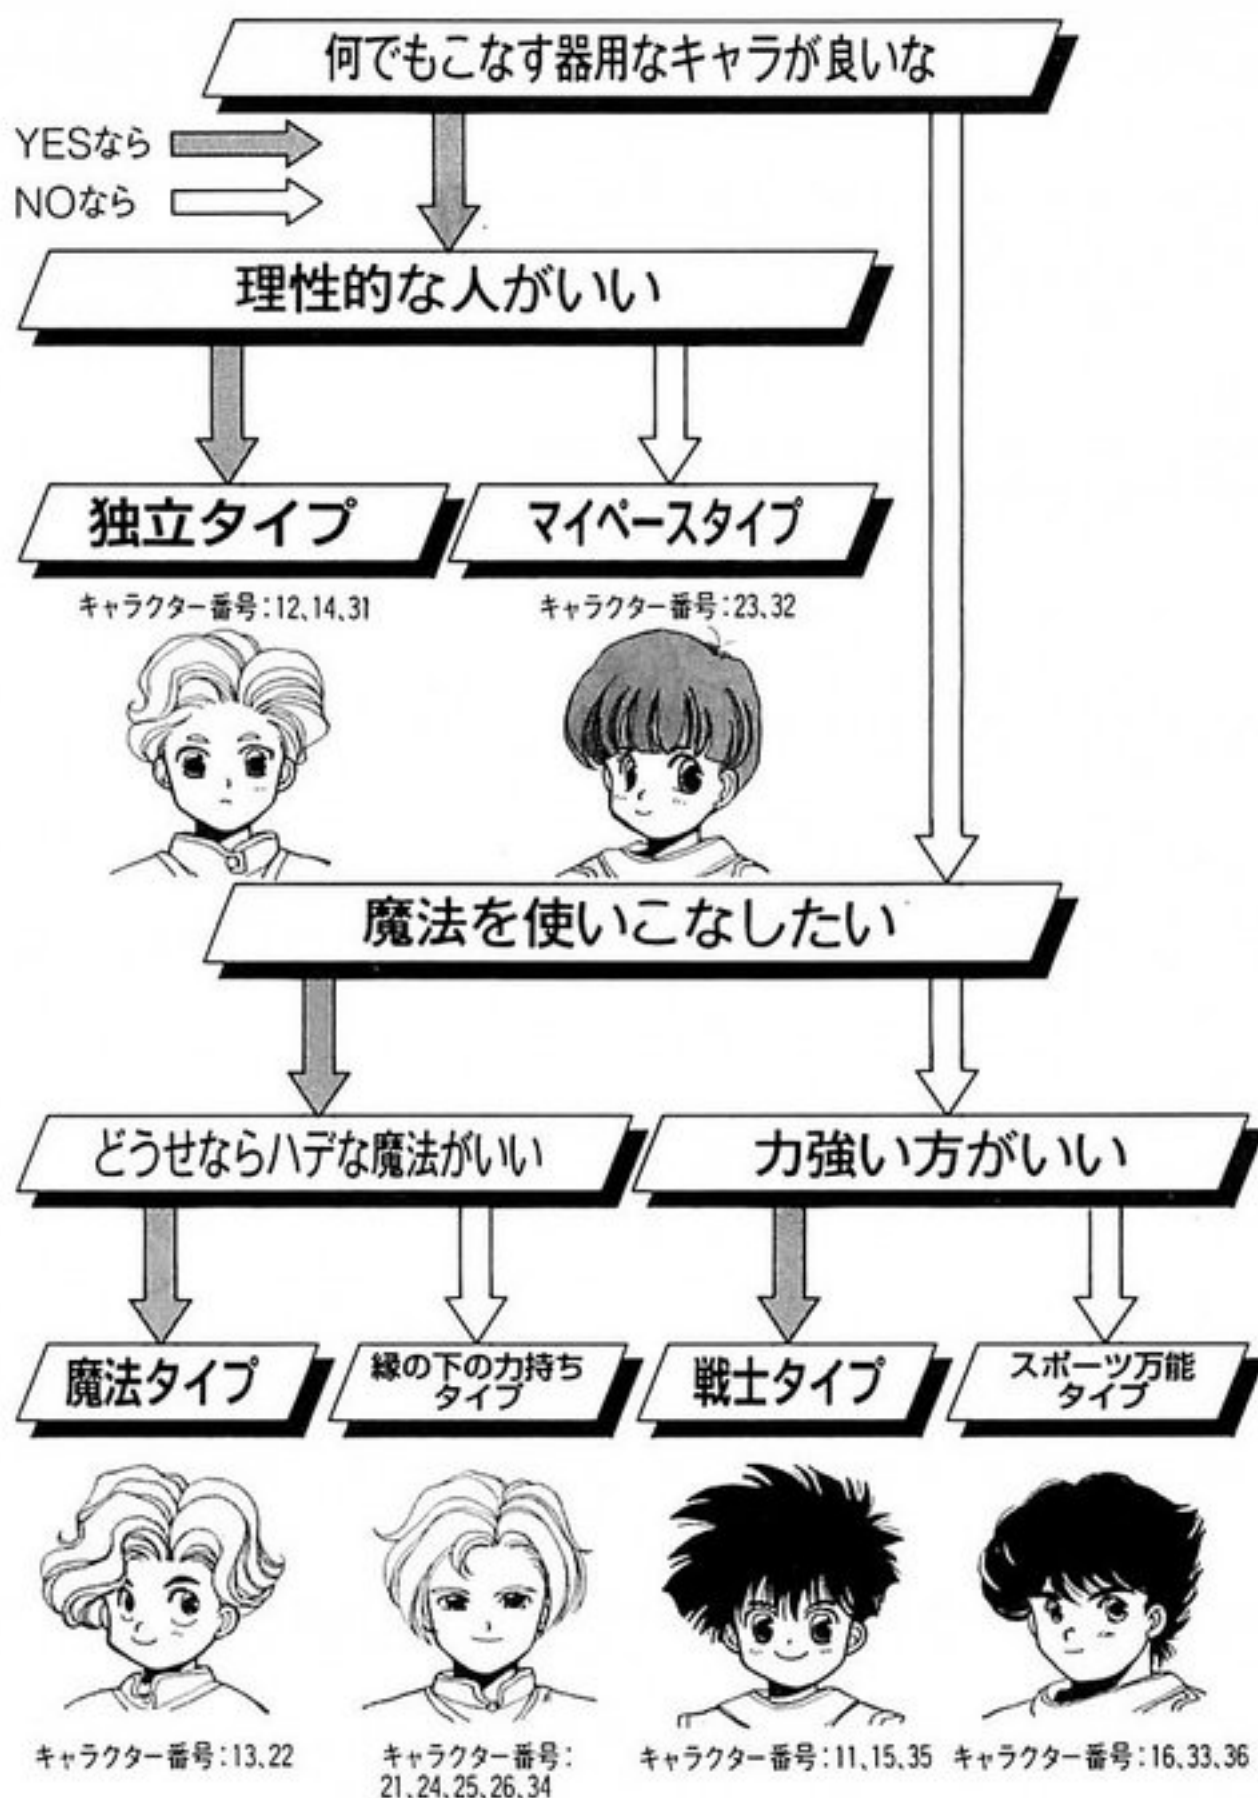 何でもこなす器用なキャラが良いな
YESなら
NOなら
理性的な人がいい
独立タイプ
マイペースタイプ
キャラクター番号:12、14、31
キャラクター番号:23、32
魔法を使いこなしたい
どうせならハデな魔法がいい
力強い方がいい
魔法タイプ
縁の下の力持ち
タイプ
戦士タイプ
スポーツ万能
タイプ
キャラクター番号:13、22
キャラクター番号:
21、24、25、26、34
キャラクター番号:11、15、35
キャラクター番号:16、33、36